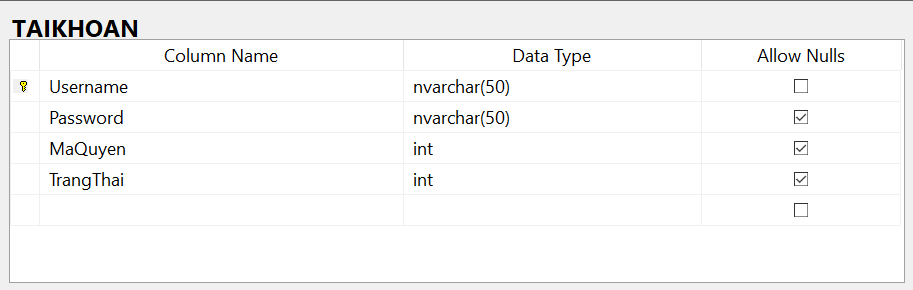 TAIKHOAN
Column Name Data Type Allow Nulls
Username nvarchar(50)
Password nvarchar(50)
MaQuyen int
TrangThai int